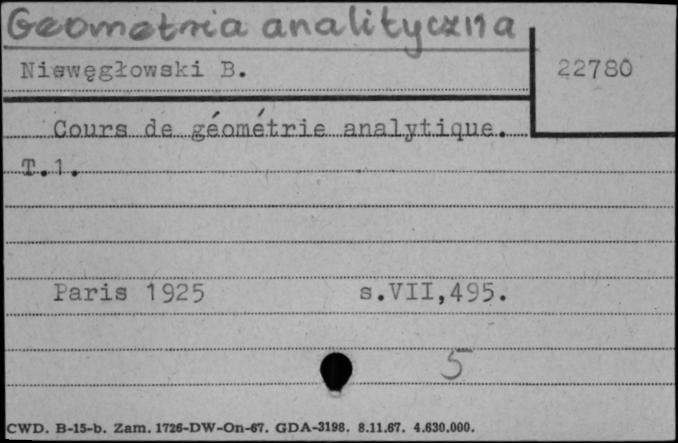 Geometria analityczna
Niewęgłowski B.
22780
Cours de géométrie analytique.
T.1.
Paris 1925 s.VII,495.
5
CWD. B-15-b. Zam. 1726-DW-On-67. GDA-3198. 8.11.67. 4.630.000.